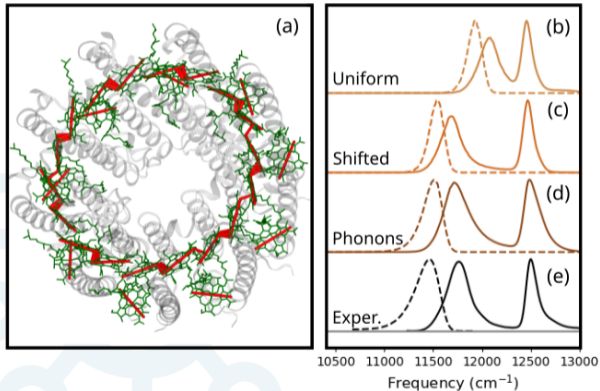 (a)
(b)
Uniform
(c)
Shifted
(d)
Phonons
(e)
Exper.
10500 11000 11500 12000 12500 13000
Frequency (cm⁻¹)